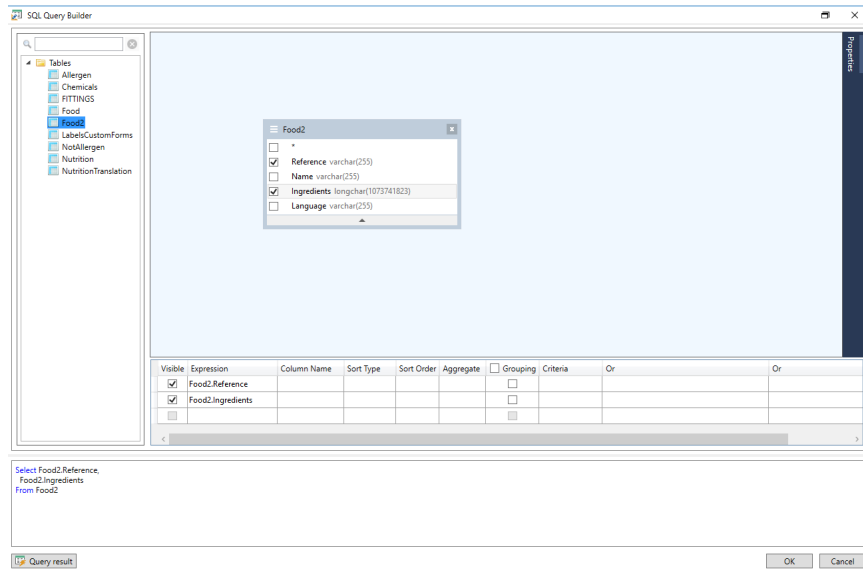 SQL Query Builder
Tables
Allergen
Chemicals
FITTINGS
Food
Food2
LabelsCustomForms
NotAllergen
Nutrition
NutritionTranslation
Properties
Food2
*
Reference varchar(255)
Name varchar(255)
Ingredients longchar(1073741823)
Language varchar(255)
Visible Expression Column Name Sort Type Sort Order Aggregate Grouping Criteria Or Or
Food2.Reference
Food2.Ingredients
Select Food2.Reference,
Food2.Ingredients
From Food2
Query result OK Cancel